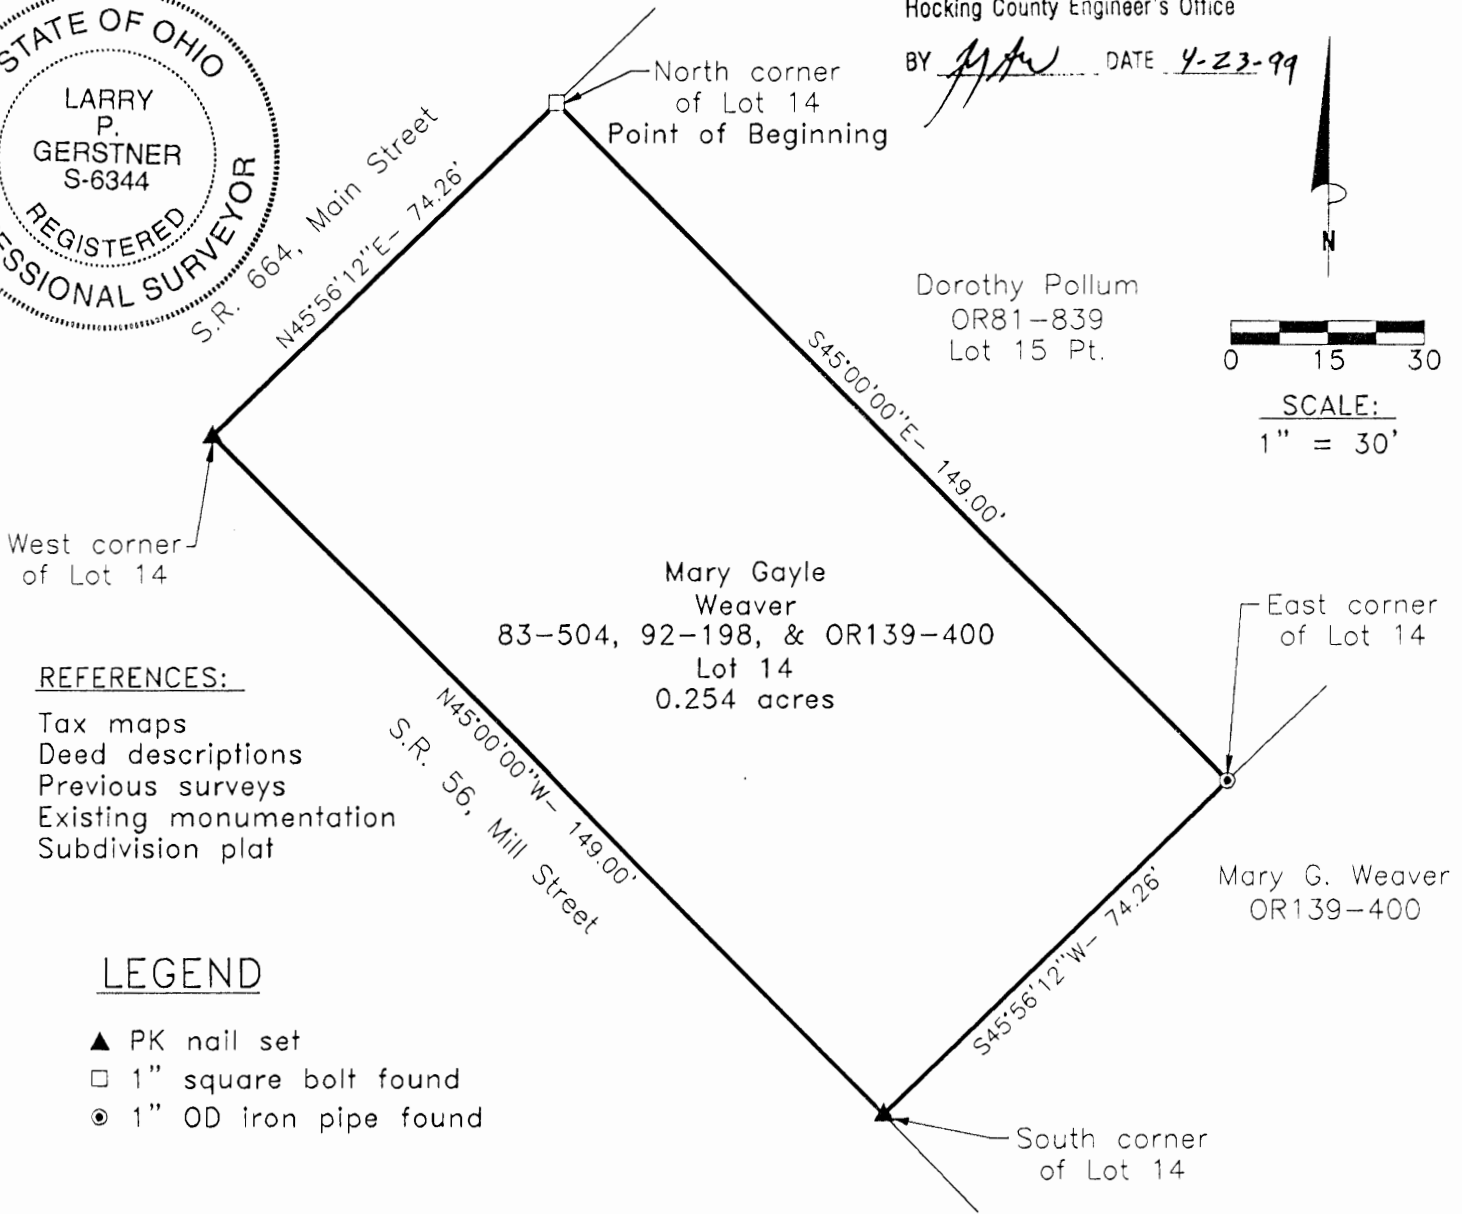 STATE OF OHIO
LARRY
P.
GERSTNER
S-6344
REGISTERED
ESSIONAL SURVEYOR
Hocking County Engineer's Office
BY DATE 4-23-99
North corner
of Lot 14
Point of Beginning
S.R. 664, Main Street
N45°56'12"E- 74.26'
N
Dorothy Pollum
OR81-839
Lot 15 Pt.
0 15 30
SCALE:
1" = 30'
S45°00'00"E- 149.00'
West corner
of Lot 14
Mary Gayle
Weaver
83-504, 92-198, & OR139-400
Lot 14
0.254 acres
East corner
of Lot 14
REFERENCES:
Tax maps
Deed descriptions
Previous surveys
Existing monumentation
Subdivision plat
N45°00'00"W- 149.00'
S.R. 56, Mill Street
Mary G. Weaver
OR139-400
S45°56'12"W- 74.26'
LEGEND
▲ PK nail set
□ 1" square bolt found
◉ 1" OD iron pipe found
South corner
of Lot 14